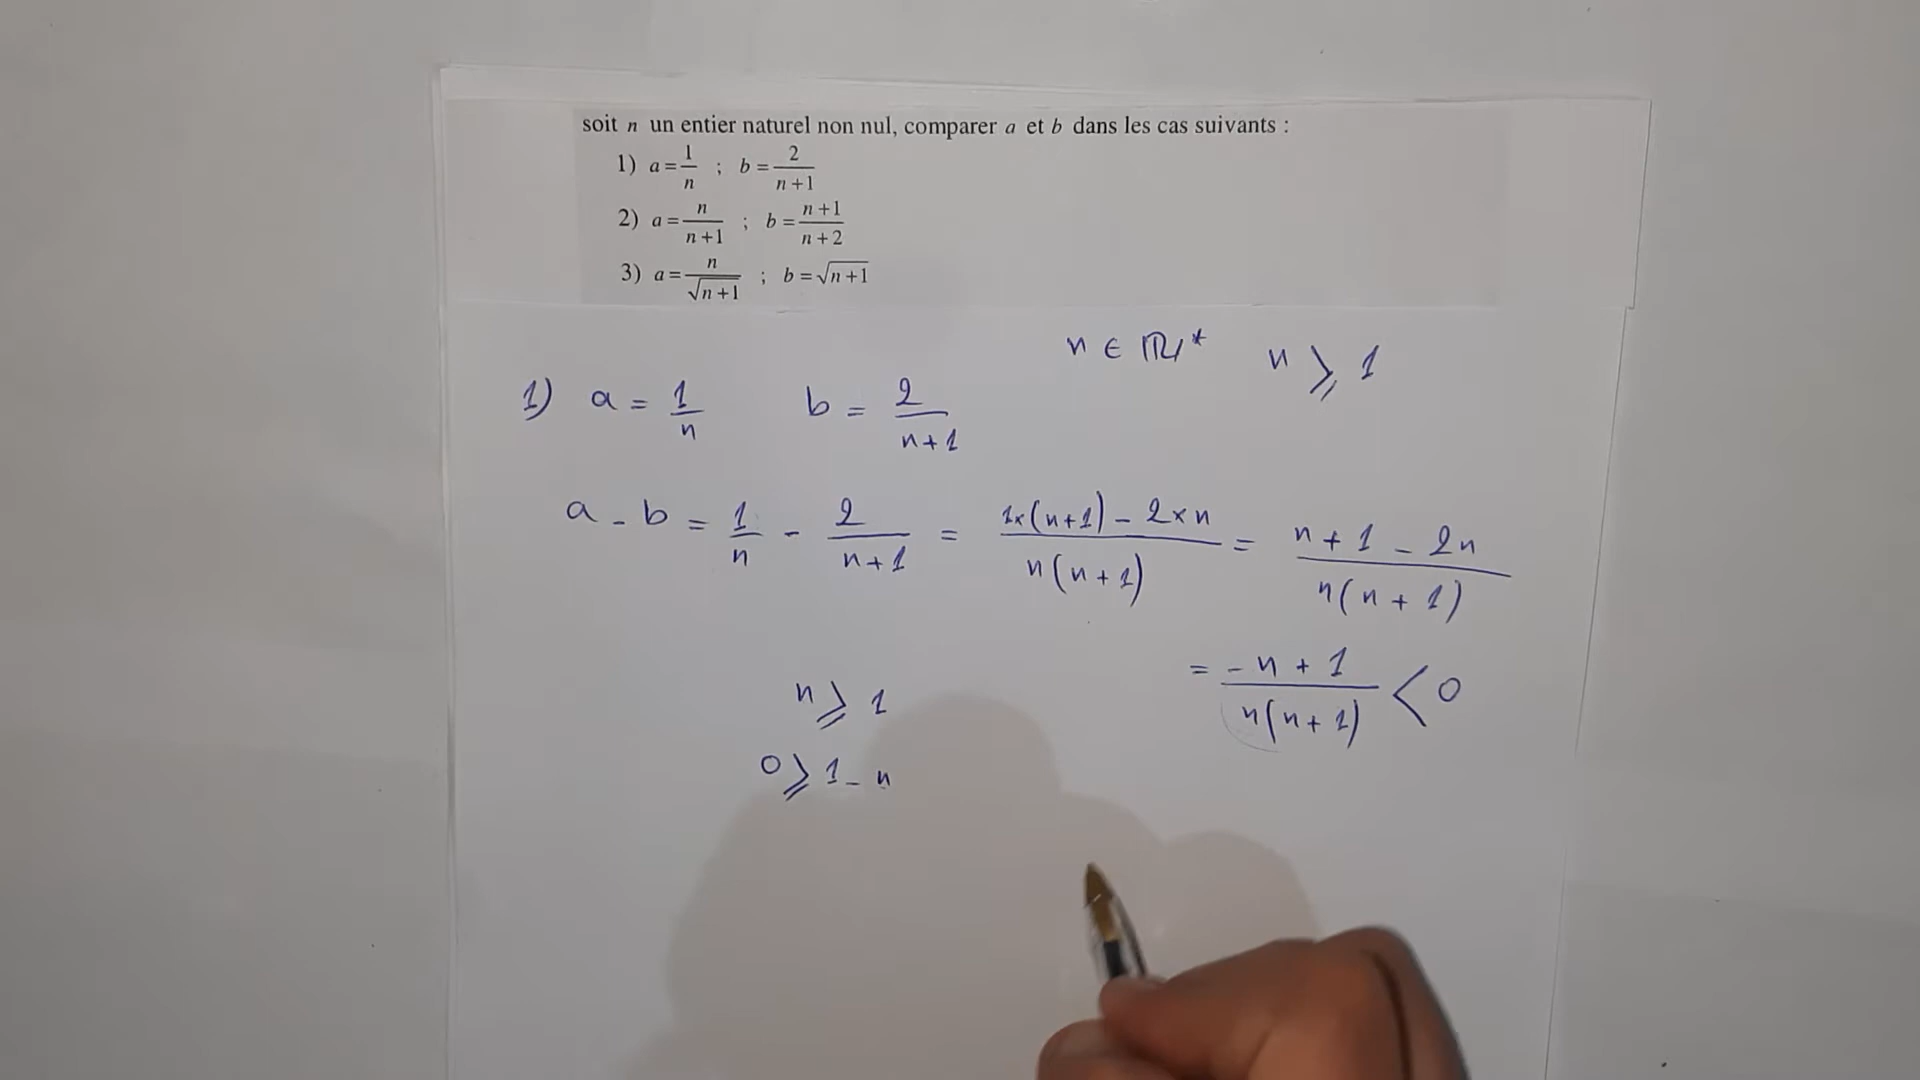 soit n un entier naturel non nul, comparer a et b dans les cas suivants :
1) a = 1/n ; b = 2/(n+1)
2) a = n/(n+1) ; b = (n+1)/(n+2)
3) a = n/√(n+1) ; b = √(n+1)
n ∈ ℕ* n ⩾ 1
1) a = 1/n b = 2/(n+1)
a - b = 1/n - 2/(n+1) = (1×(n+1) - 2×n)/(n(n+1)) = (n+1-2n)/(n(n+1))
= (-n+1)/(n(n+1)) < 0
n ⩾ 1
0 ⩾ 1-n